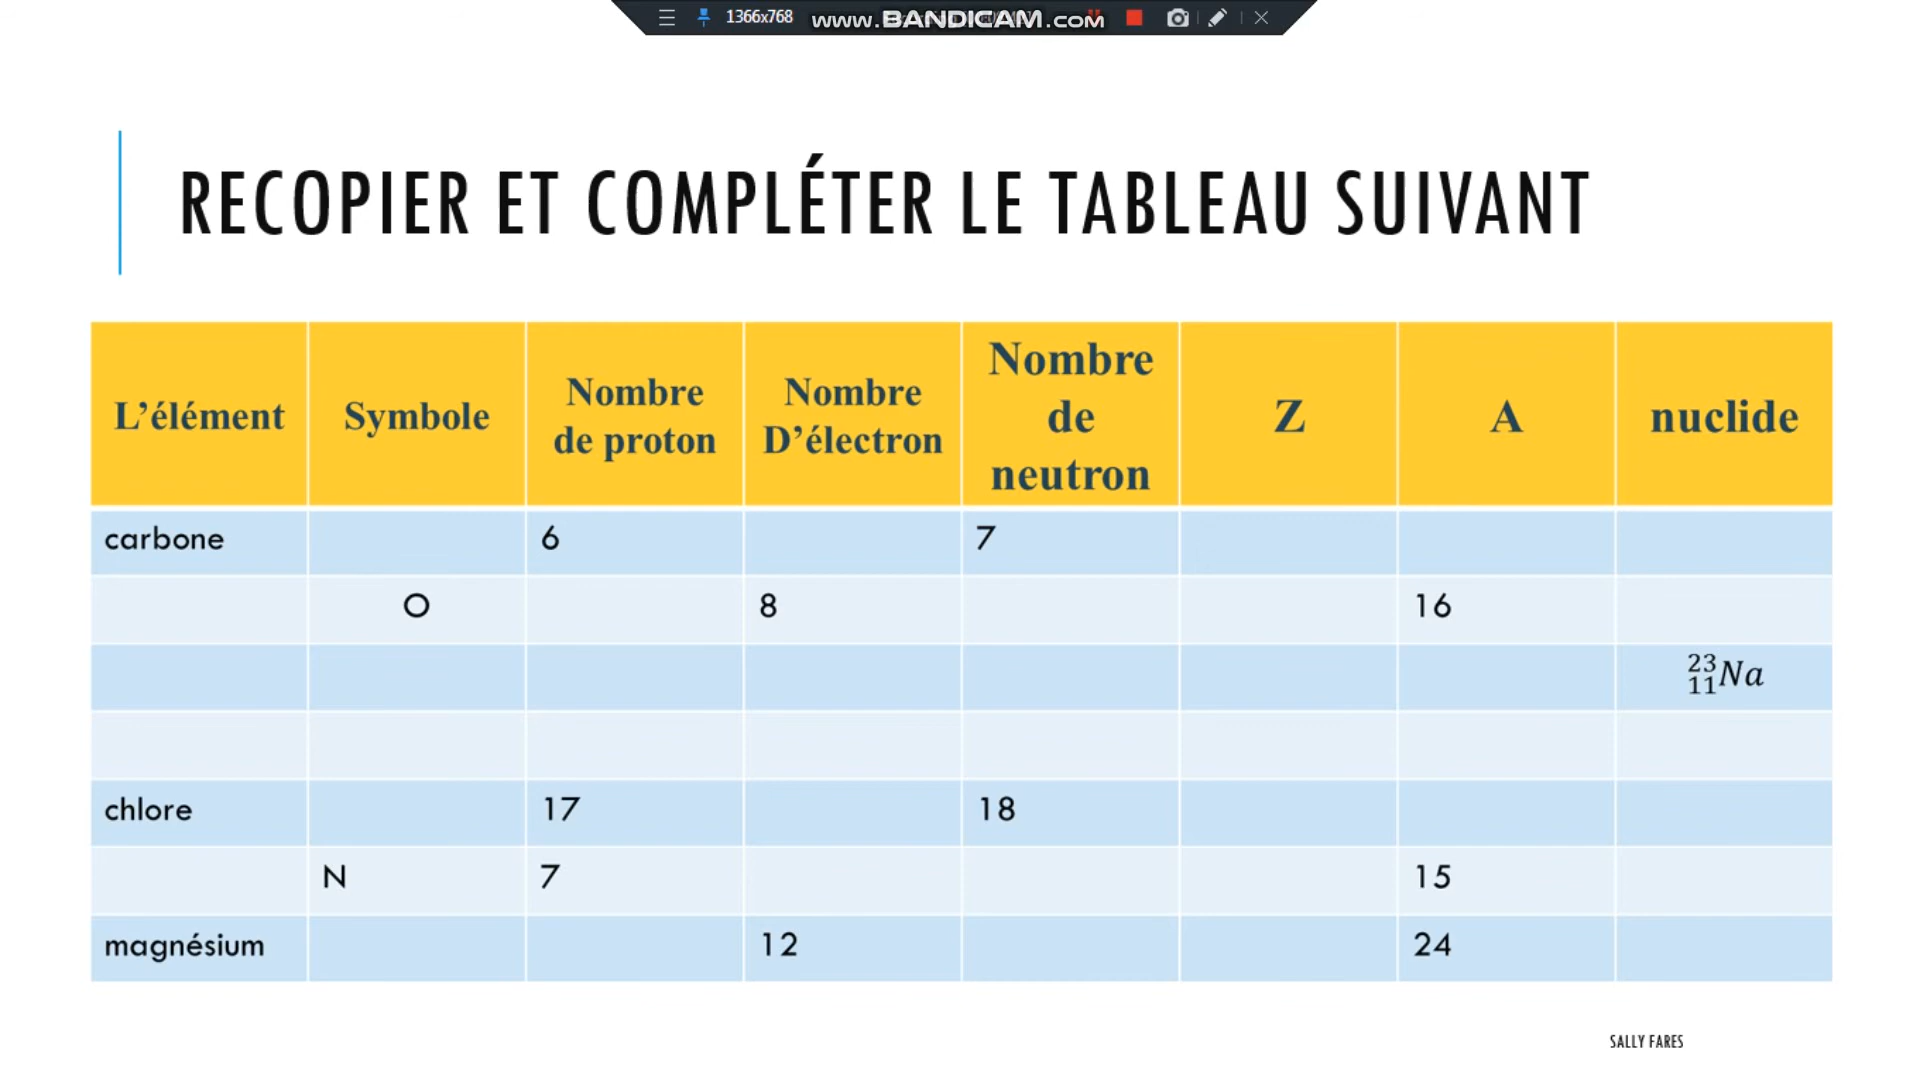 1366x768
www.BANDICAM.com
RECOPIER ET COMPLÉTER LE TABLEAU SUIVANT
L’élément Symbole Nombre de proton Nombre D’électron Nombre de neutron Z A nuclide
carbone 6 7
O 8 16
²³₁₁Na
chlore 17 18
N 7 15
magnésium 12 24
SALLY FARES